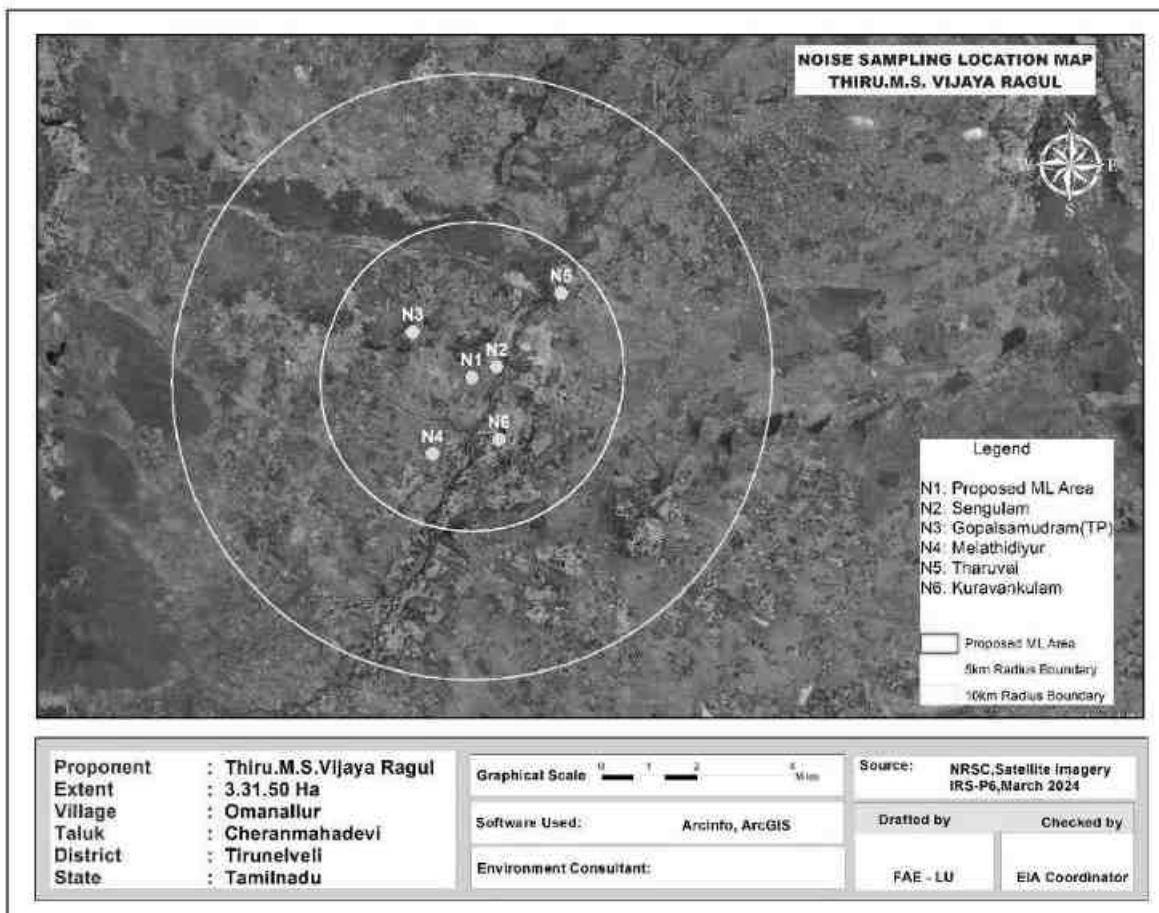 NOISE SAMPLING LOCATION MAP
THIRU.M.S. VIJAYA RAGUL
N
W E
S
N5
N3
N2
N1
N6
N4
Legend
N1: Proposed ML Area
N2: Sengulam
N3: Gopalsamudram(TP)
N4: Melathidiyur
N5: Tharuvai
N6: Kuravankulam
Proposed ML Area
5km Radius Boundary
10km Radius Boundary
Proponent : Thiru.M.S.Vijaya Ragul
Extent : 3.31.50 Ha
Village : Omanallur
Taluk : Cheranmahadevi
District : Tirunelveli
State : Tamilnadu
Graphical Scale 0 1 2 4 Miles
Software Used: Arcinfo, ArcGIS
Environment Consultant:
Source: NRSC,Satellite Imagery
IRS-P6,March 2024
Drafted by Checked by
FAE - LU EIA Coordinator